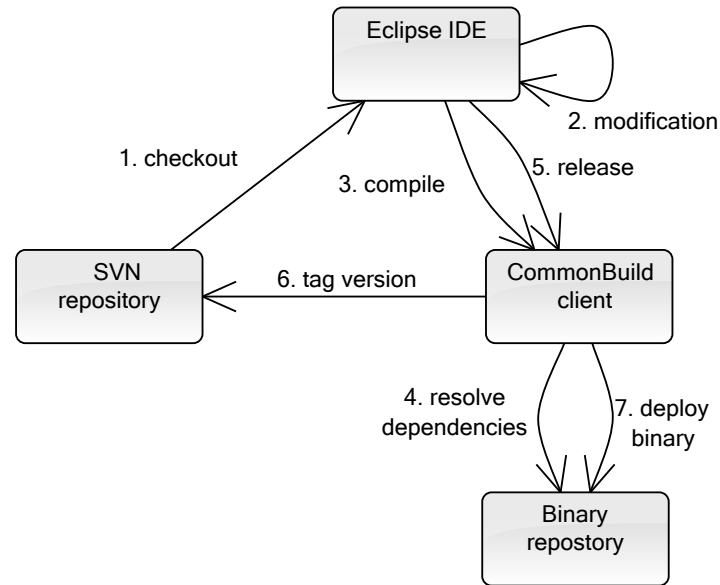 Eclipse IDE
2. modification
1. checkout
5. release
3. compile
SVN
repository
6. tag version
CommonBuild
client
4. resolve
dependencies
7. deploy
binary
Binary
repostory